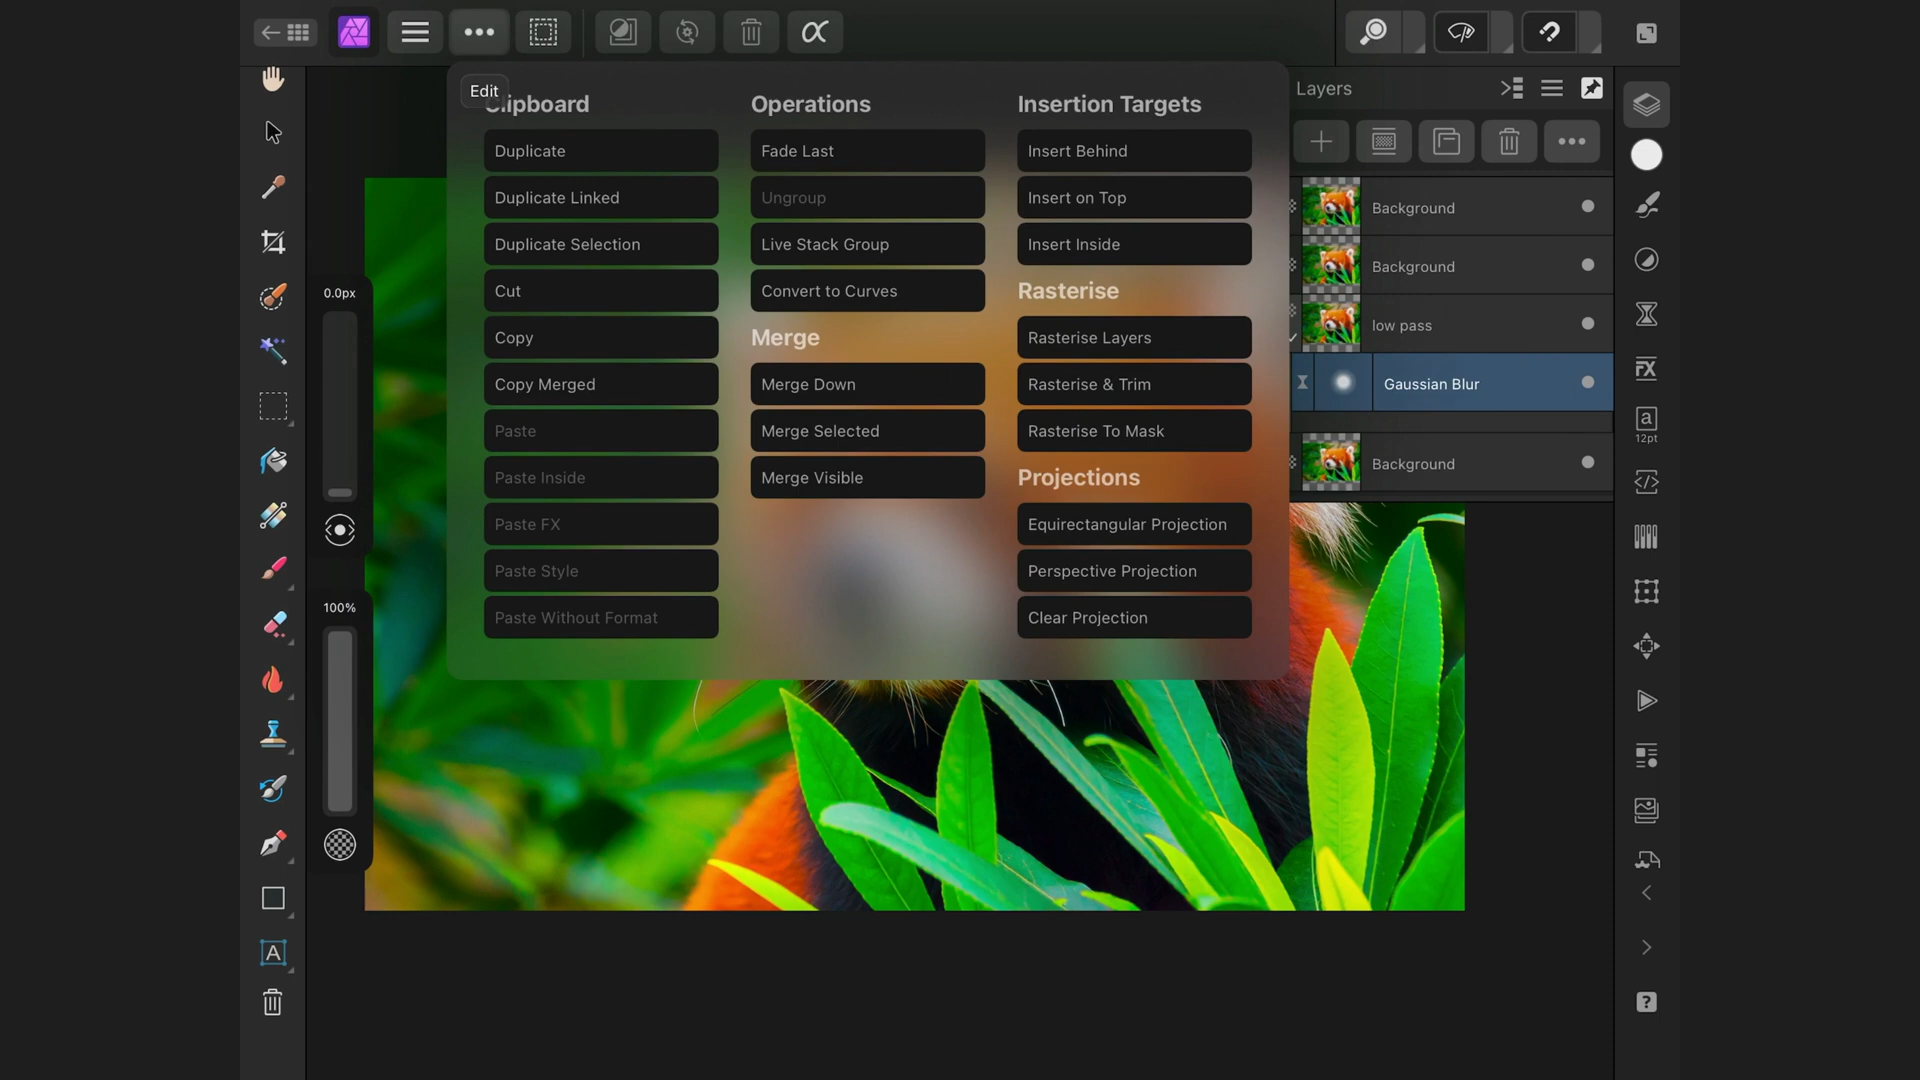 Edit
Clipboard
Duplicate
Duplicate Linked
Duplicate Selection
Cut
Copy
Copy Merged
Paste
Paste Inside
Paste FX
Paste Style
Paste Without Format
Operations
Fade Last
Ungroup
Live Stack Group
Convert to Curves
Merge
Merge Down
Merge Selected
Merge Visible
Insertion Targets
Insert Behind
Insert on Top
Insert Inside
Rasterise
Rasterise Layers
Rasterise & Trim
Rasterise To Mask
Projections
Equirectangular Projection
Perspective Projection
Clear Projection
Layers
Background
Background
low pass
Gaussian Blur
Background
0.0px
100%
A
FX
a
12pt
?